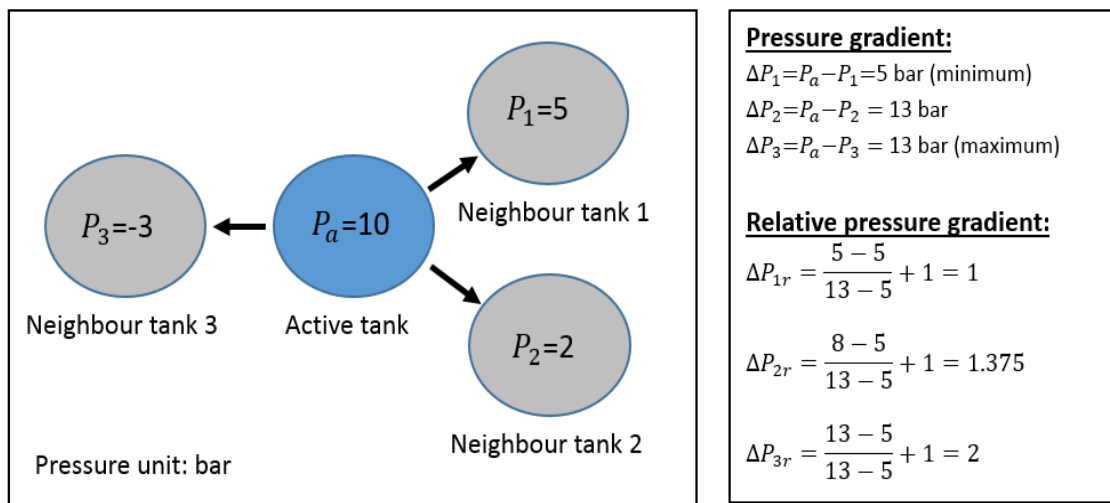 P₁=5
Neighbour tank 1
P₃=-3
Neighbour tank 3
Pₐ=10
Active tank
P₂=2
Neighbour tank 2
Pressure unit: bar
Pressure gradient:
ΔP₁=Pₐ−P₁=5 bar (minimum)
ΔP₂=Pₐ−P₂ = 13 bar
ΔP₃=Pₐ−P₃ = 13 bar (maximum)
Relative pressure gradient:
ΔP₁ᵣ = (5 − 5)/(13 − 5) + 1 = 1
ΔP₂ᵣ = (8 − 5)/(13 − 5) + 1 = 1.375
ΔP₃ᵣ = (13 − 5)/(13 − 5) + 1 = 2